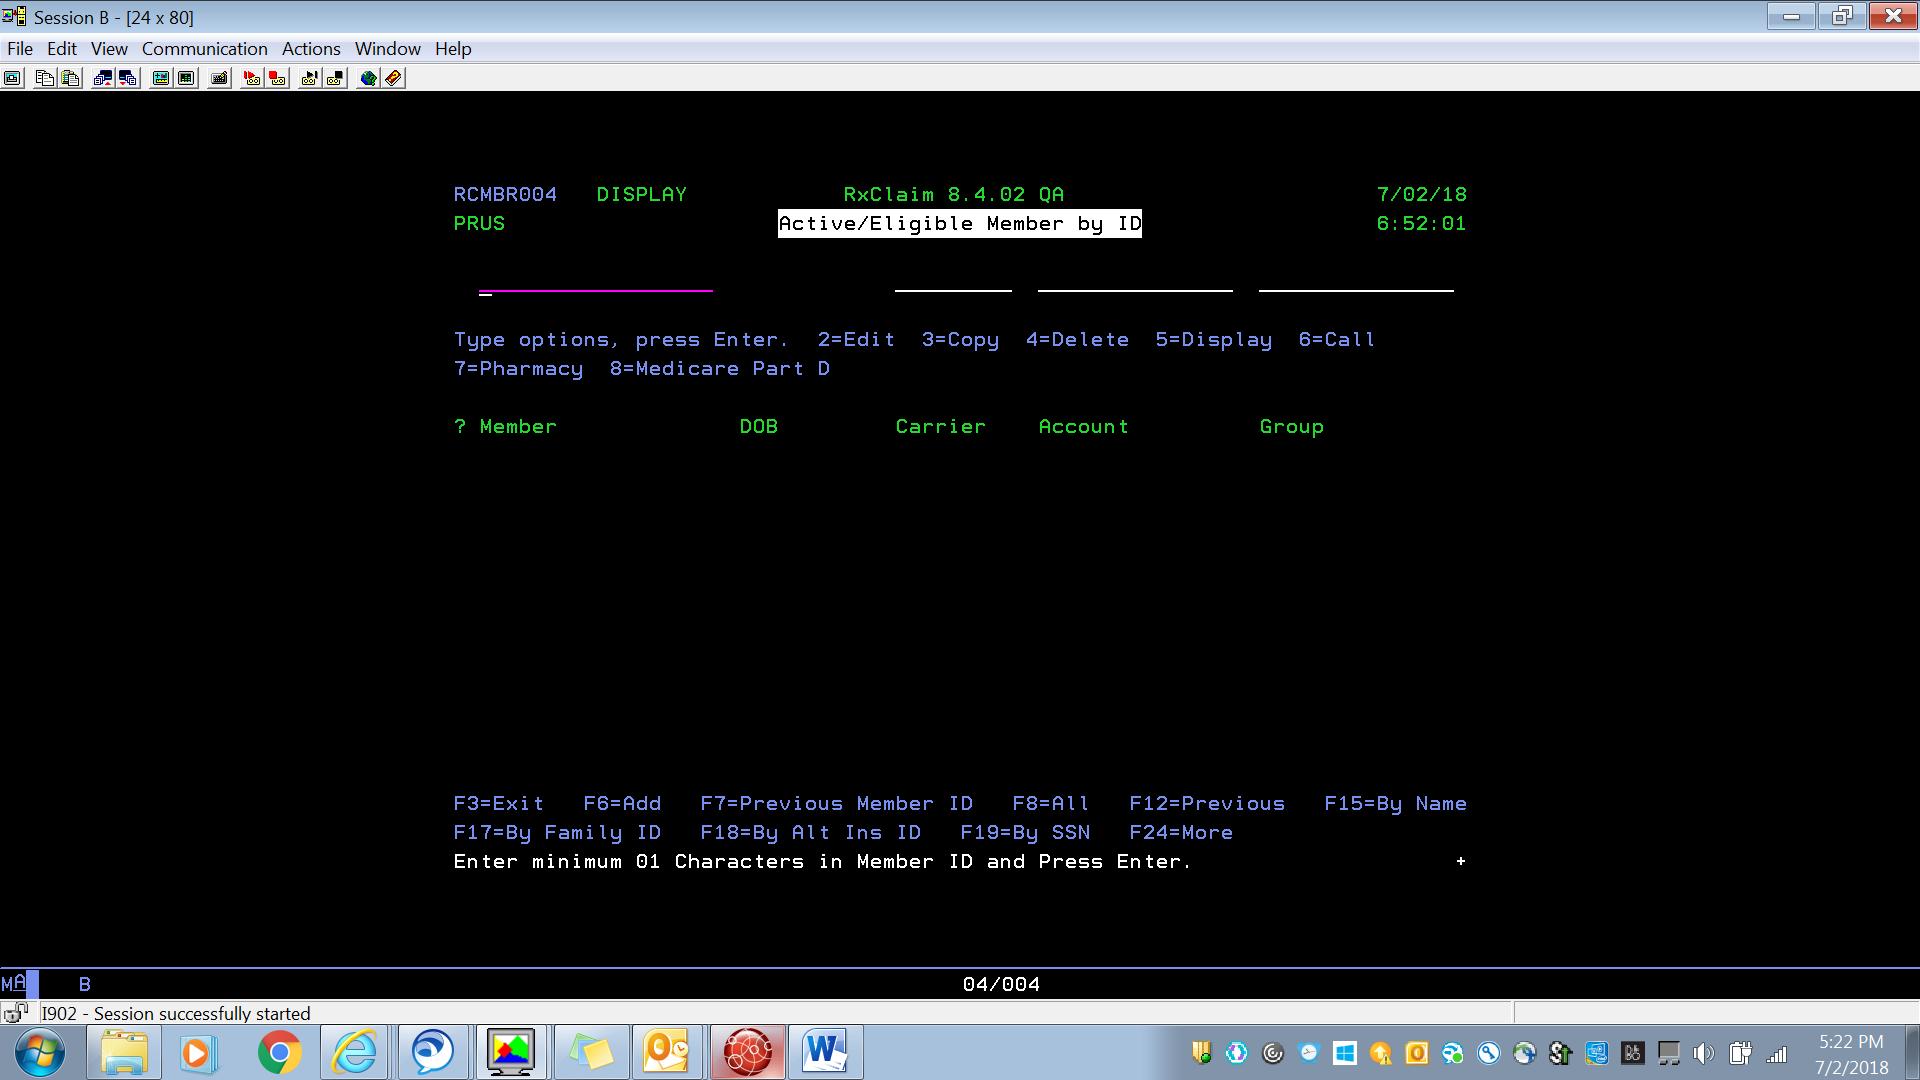 Session B - [24 x 80]
File Edit View Communication Actions Window Help
RCMBR004 DISPLAY RxClaim 8.4.02 QA 7/02/18
PRUS Active/Eligible Member by ID 6:52:01
Type options, press Enter. 2=Edit 3=Copy 4=Delete 5=Display 6=Call
7=Pharmacy 8=Medicare Part D
? Member DOB Carrier Account Group
F3=Exit F6=Add F7=Previous Member ID F8=All F12=Previous F15=By Name
F17=By Family ID F18=By Alt Ins ID F19=By SSN F24=More
Enter minimum 01 Characters in Member ID and Press Enter. +
MA B 04/004
I902 - Session successfully started
5:22 PM
7/2/2018